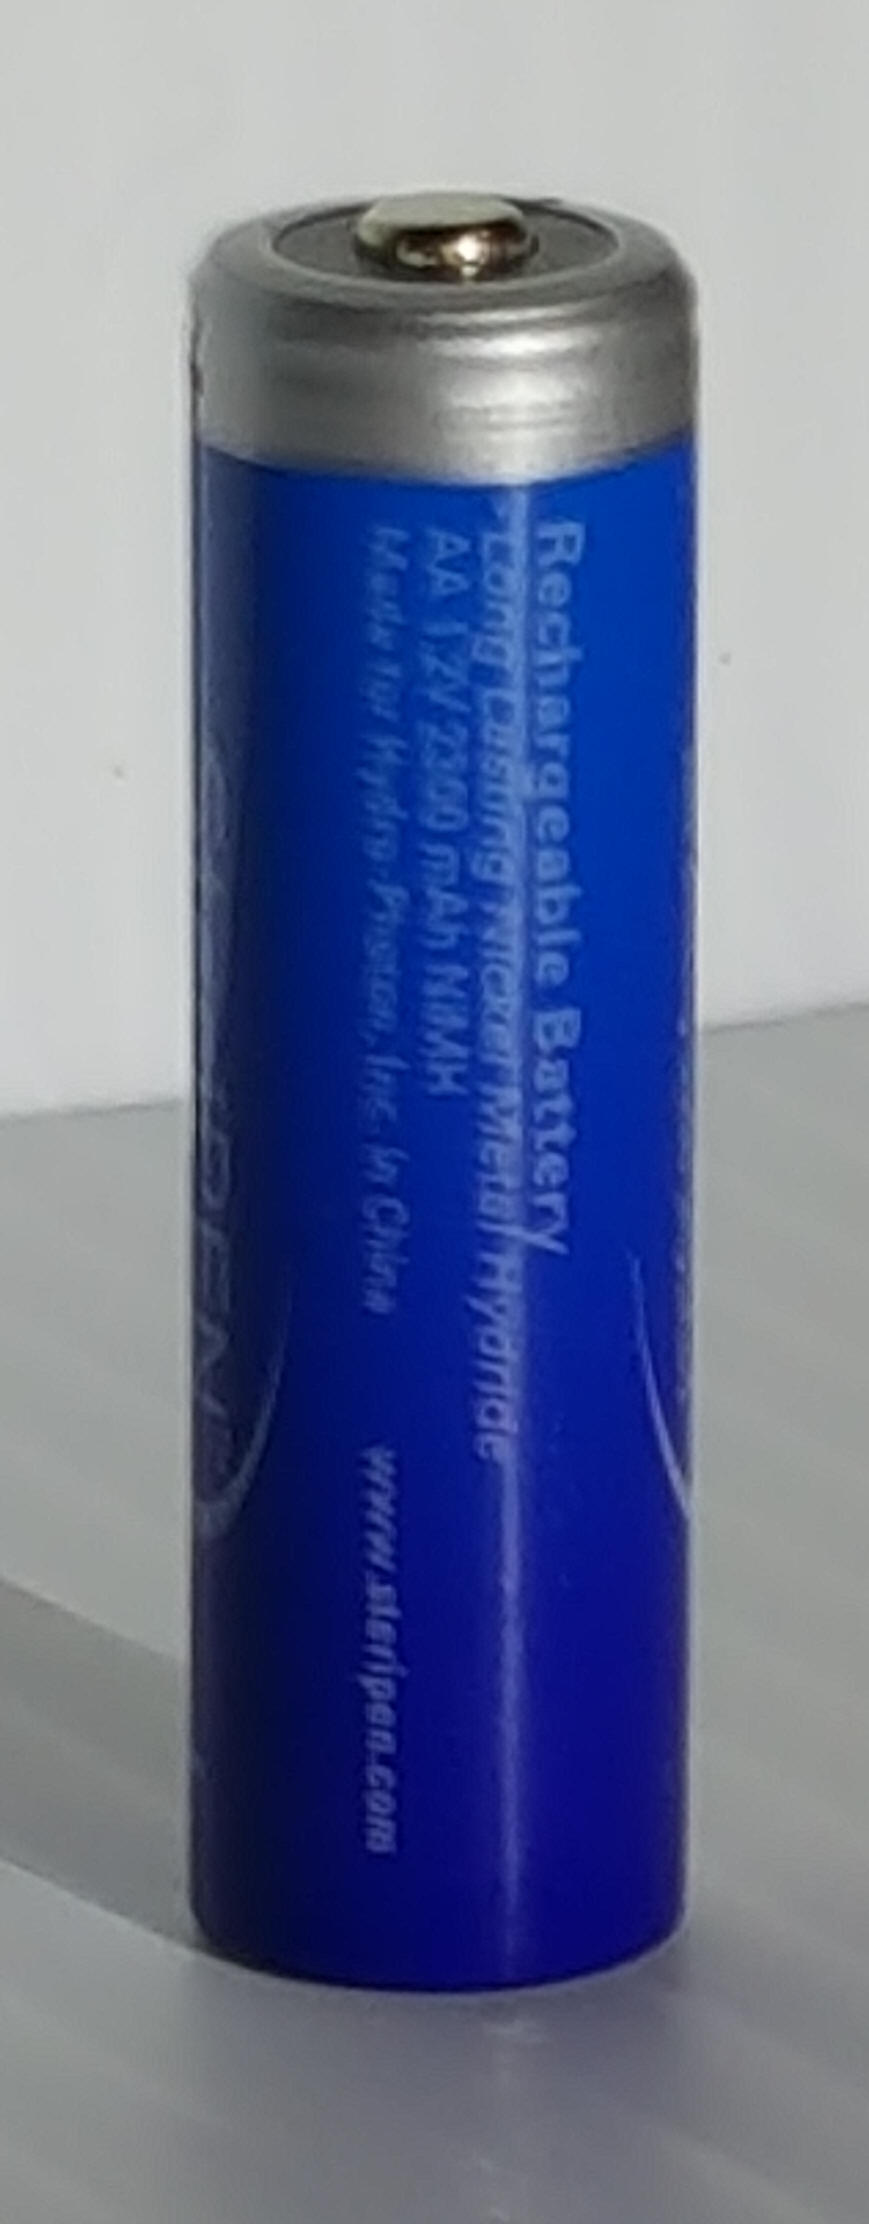 Rechargeable Battery
Long Lasting Nickel Metal Hydride
AA 1.2V 2300 mAh NiMH
Made for Hydro-Photon, Inc. in China www.steripen.com